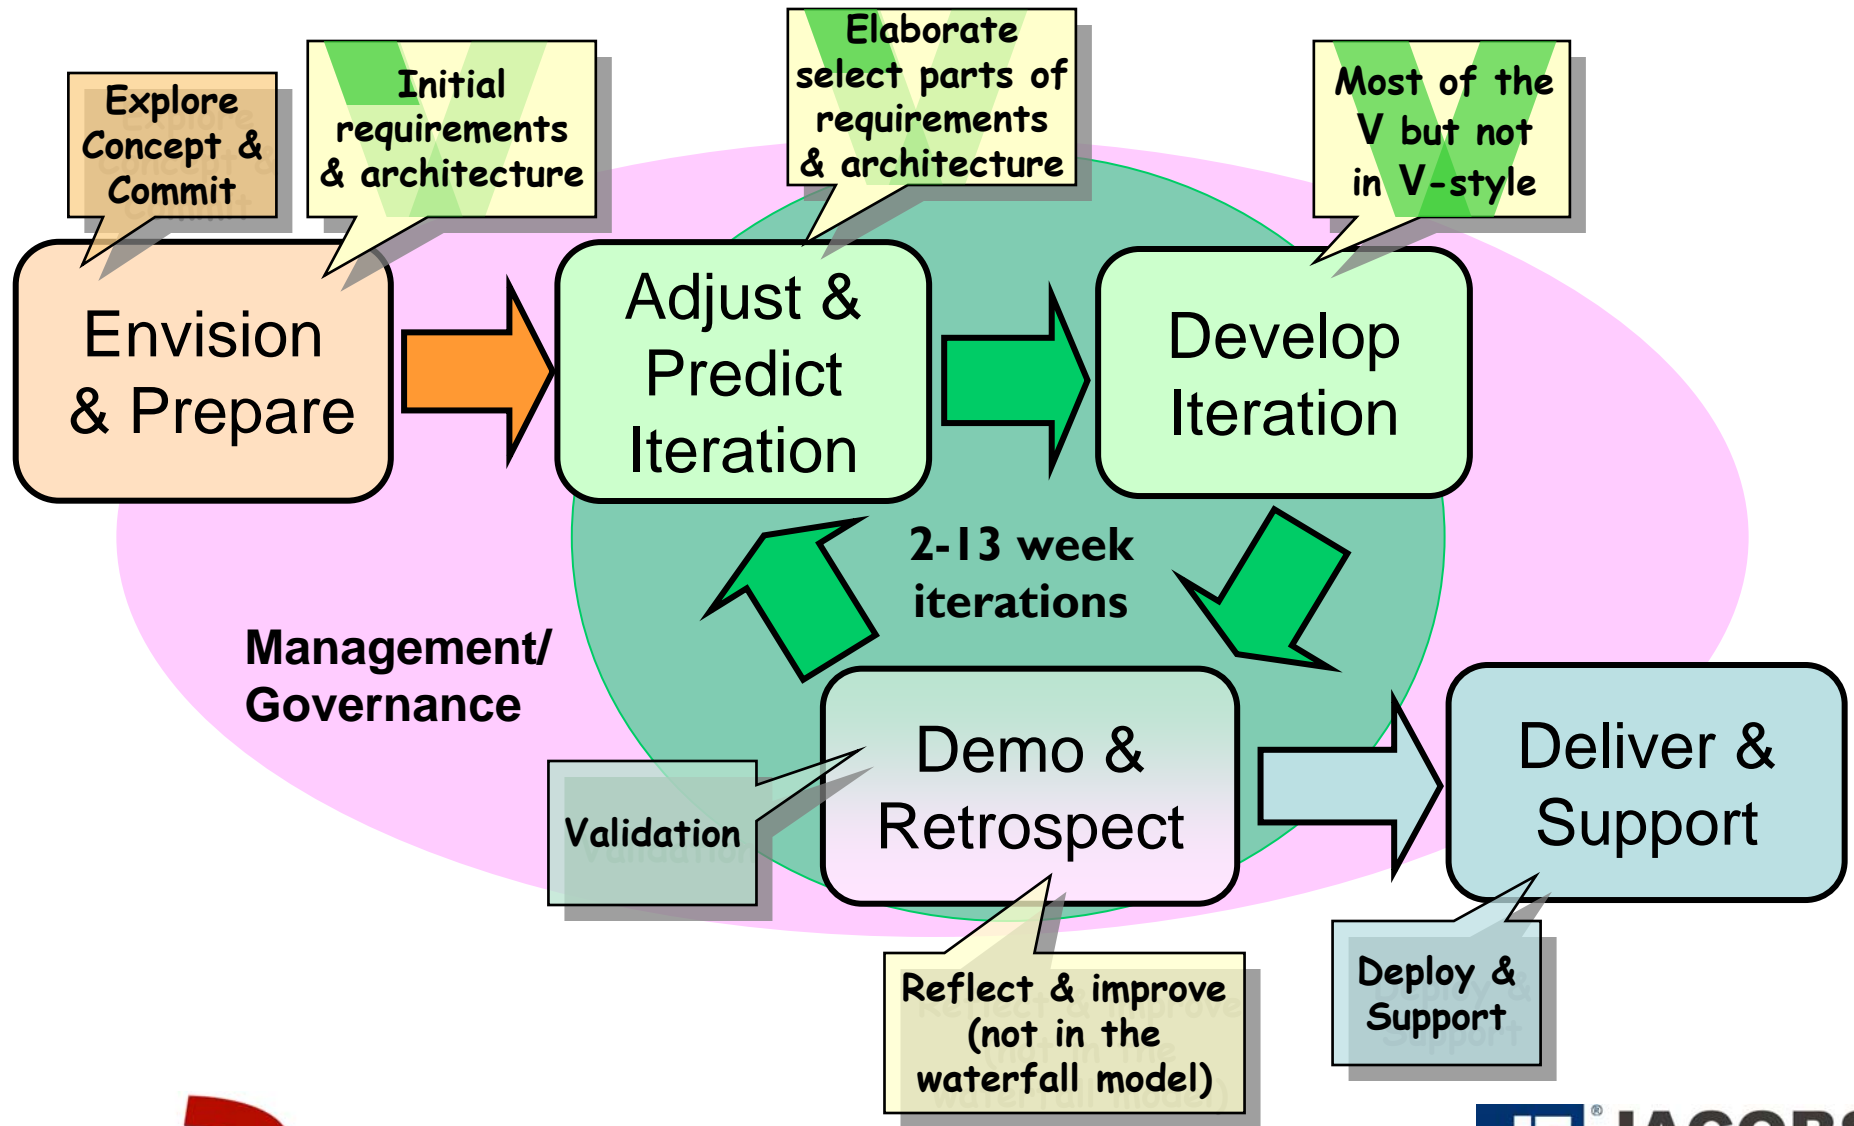 Explore
Concept &
Commit
Initial
requirements
& architecture
Elaborate
select parts of
requirements
& architecture
Most of the
V but not
in V-style
Envision
& Prepare
Adjust &
Predict
Iteration
Develop
Iteration
2-13 week
iterations
Management/
Governance
Demo &
Retrospect
Deliver &
Support
Validation
Reflect & improve
(not in the
waterfall model)
Deploy &
Support